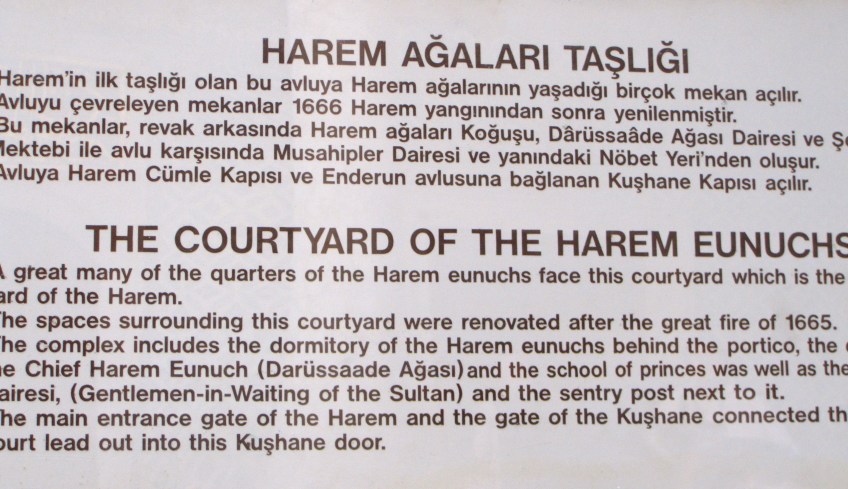 HAREM AĞALARI TAŞLIĞI
Harem'in ilk taşlığı olan bu avluya Harem ağalarının yaşadığı birçok mekan açılır.
Avluyu çevreleyen mekanlar 1666 Harem yangınından sonra yenilenmiştir.
Bu mekanlar, revak arkasında Harem ağaları Koğuşu, Dârüssaâde Ağası Dairesi ve
Mektebi ile avlu karşısında Musahipler Dairesi ve yanındaki Nöbet Yeri'nden oluşur.
Avluya Harem Cümle Kapısı ve Enderun avlusuna bağlanan Kuşhane Kapısı açılır.
THE COURTYARD OF THE HAREM EUNUCHS
A great many of the quarters of the Harem eunuchs face this courtyard which is the
ard of the Harem.
The spaces surrounding this courtyard were renovated after the great fire of 1665.
The complex includes the dormitory of the Harem eunuchs behind the portico, the
he Chief Harem Eunuch (Darüssaade Ağası) and the school of princes was well as the
airesi, (Gentlemen-in-Waiting of the Sultan) and the sentry post next to it.
The main entrance gate of the Harem and the gate of the Kuşhane connected th
ourt lead out into this Kuşhane door.